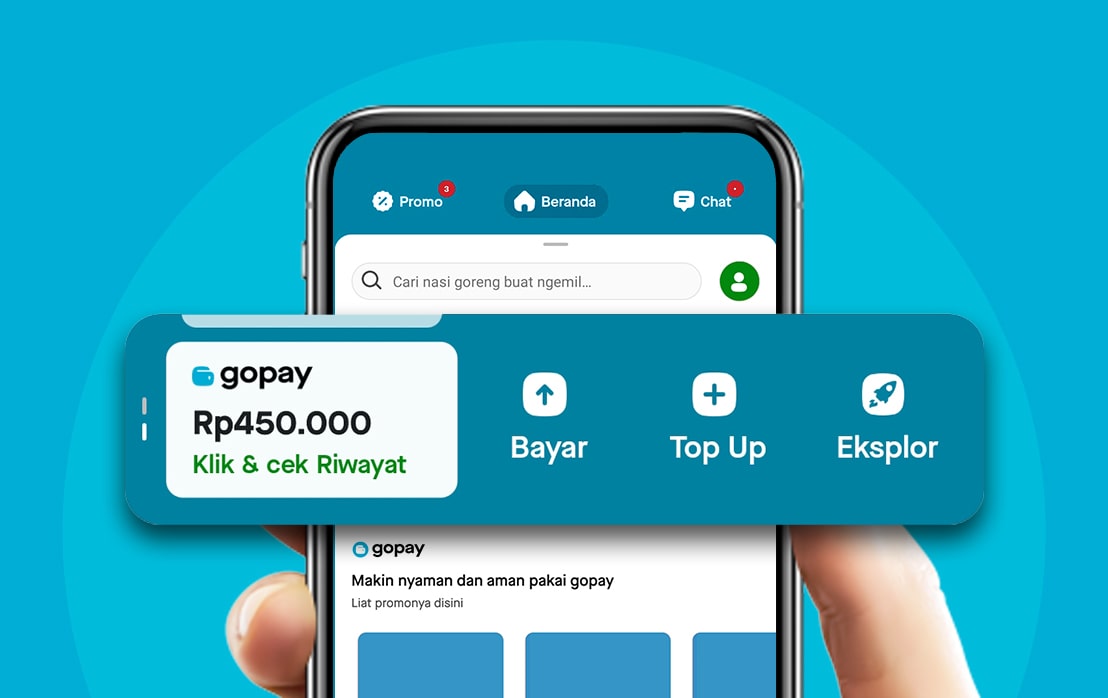 Promo
3
Beranda
Chat
Cari nasi goreng buat ngemil...
gopay
Rp450.000
Klik & cek Riwayat
Bayar
Top Up
Eksplor
gopay
Makin nyaman dan aman pakai gopay
Liat promonya disini